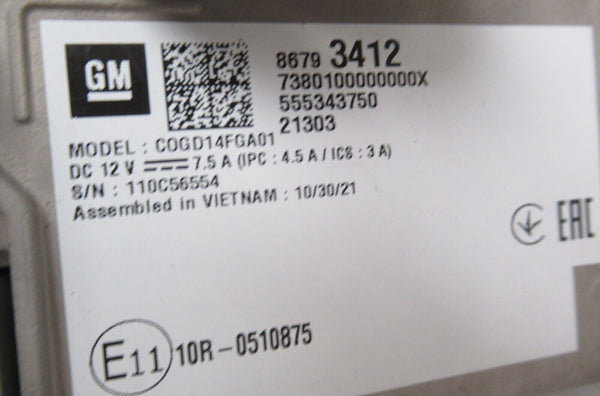 GM
8679 3412
7380100000000X
555343750
21303
MODEL : COGD14FGA01
DC 12 V ⎓ 7.5 A (IPC : 4.5 A / ICS : 3 A)
S/N : 110C56554
Assembled in VIETNAM : 10/30/21
EAC
E11 10R-0510875